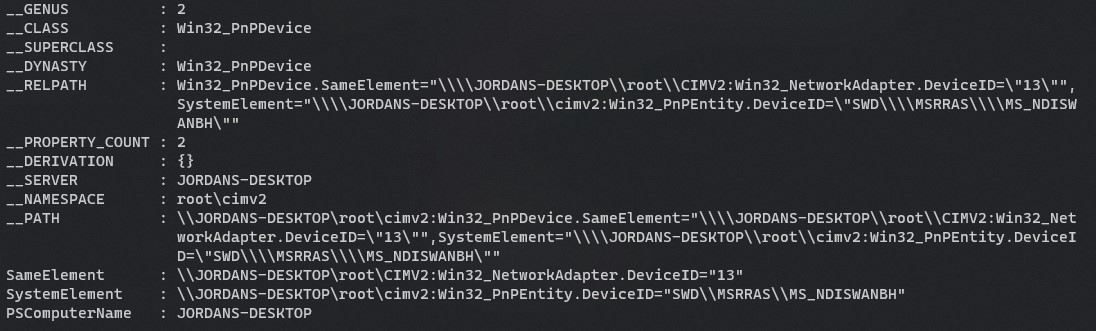 __GENUS          : 2
__CLASS          : Win32_PnPDevice
__SUPERCLASS     :
__DYNASTY        : Win32_PnPDevice
__RELPATH        : Win32_PnPDevice.SameElement="\\\\JORDANS-DESKTOP\\root\\CIMV2:Win32_NetworkAdapter.DeviceID=\"13\"",
                   SystemElement="\\\\JORDANS-DESKTOP\\root\\cimv2:Win32_PnPEntity.DeviceID=\"SWD\\\\MSRRAS\\\\MS_NDISW
                   ANBH\""
__PROPERTY_COUNT : 2
__DERIVATION     : {}
__SERVER         : JORDANS-DESKTOP
__NAMESPACE      : root\cimv2
__PATH           : \\JORDANS-DESKTOP\root\cimv2:Win32_PnPDevice.SameElement="\\\\JORDANS-DESKTOP\\root\\CIMV2:Win32_Net
                   workAdapter.DeviceID=\"13\"",SystemElement="\\\\JORDANS-DESKTOP\\root\\cimv2:Win32_PnPEntity.DeviceI
                   D=\"SWD\\\\MSRRAS\\\\MS_NDISWANBH\""
SameElement      : \\JORDANS-DESKTOP\root\CIMV2:Win32_NetworkAdapter.DeviceID="13"
SystemElement    : \\JORDANS-DESKTOP\root\cimv2:Win32_PnPEntity.DeviceID="SWD\\MSRRAS\\MS_NDISWANBH"
PSComputerName   : JORDANS-DESKTOP